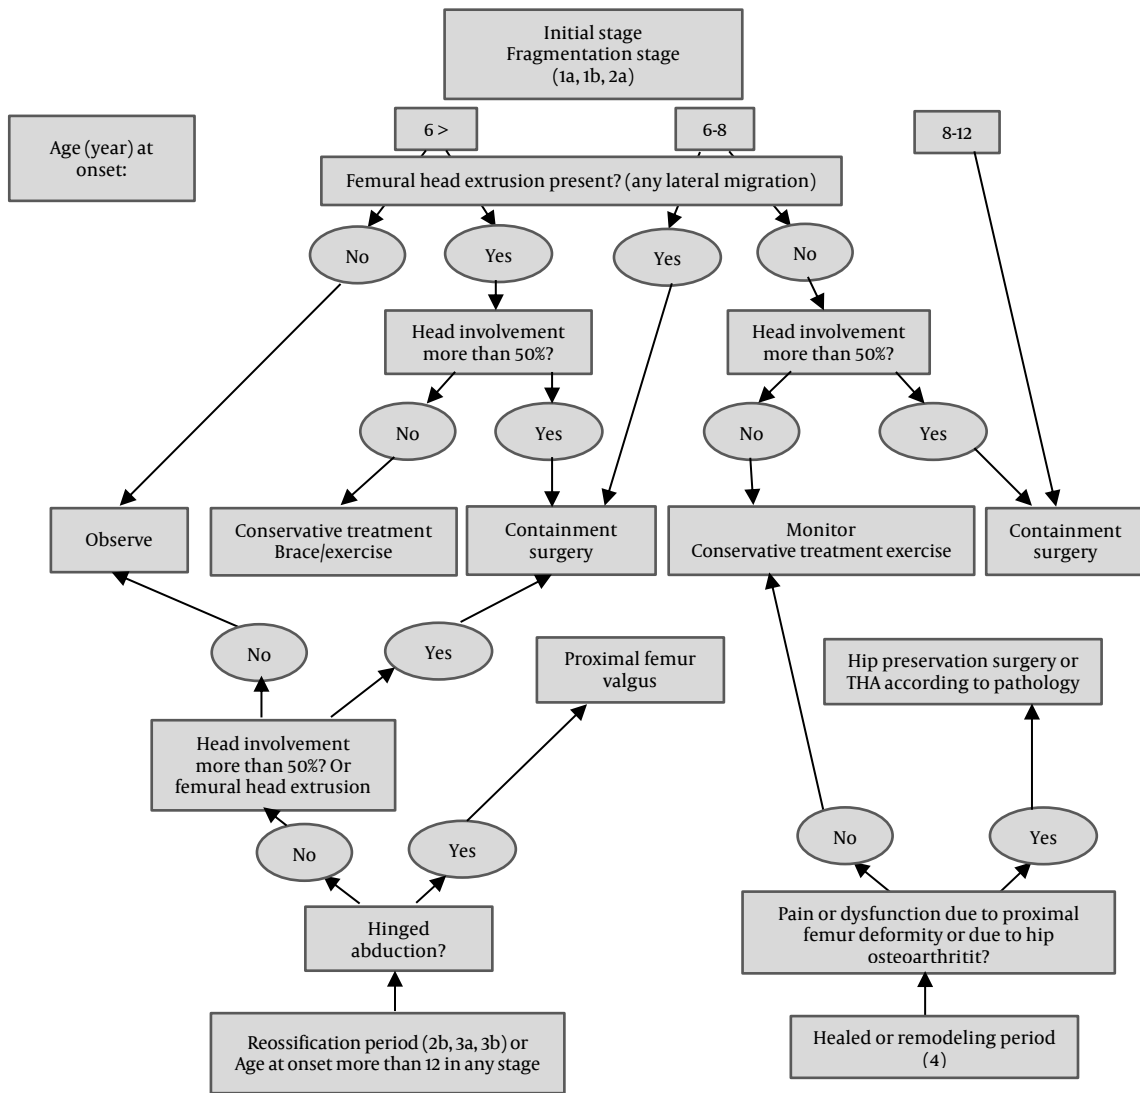 Initial stage
Fragmentation stage
(1a, 1b, 2a)
Age (year) at
onset:
6 >
6-8
8-12
Femural head extrusion present? (any lateral migration)
No
Yes
Yes
No
Head involvement
more than 50%?
Head involvement
more than 50%?
No
Yes
No
Yes
Observe
Conservative treatment
Brace/exercise
Containment
surgery
Monitor
Conservative treatment exercise
Containment
surgery
No
Yes
Proximal femur
valgus
Hip preservation surgery or
THA according to pathology
Head involvement
more than 50%? Or
femural head extrusion
No
Yes
No
Yes
Hinged
abduction?
Pain or dysfunction due to proximal
femur deformity or due to hip
osteoarthritit?
Reossification period (2b, 3a, 3b) or
Age at onset more than 12 in any stage
Healed or remodeling period
(4)